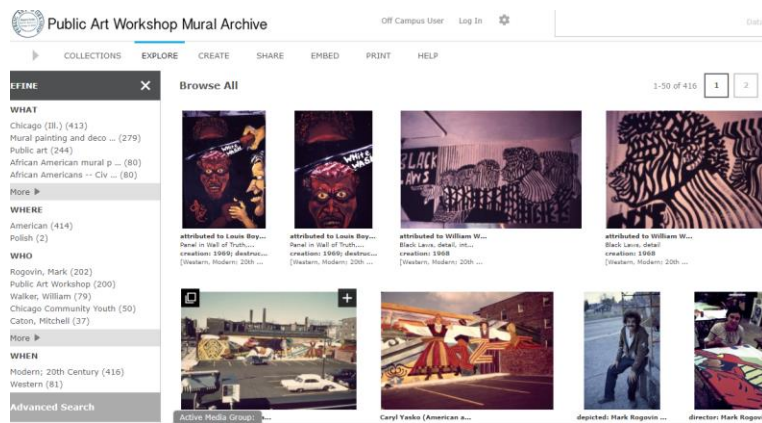 Public Art Workshop Mural Archive
Off Campus User Log In
COLLECTIONS EXPLORE CREATE SHARE EMBED PRINT HELP
EFINE
Browse All
1-50 of 416 1 2
WHAT
Chicago (Ill.) (413)
Mural painting and deco ... (279)
Public art (244)
African American mural p ... (80)
African Americans -- Civ ... (80)
More
WHERE
American (414)
Polish (2)
WHO
Rogovin, Mark (202)
Public Art Workshop (200)
Walker, William (79)
Chicago Community Youth (50)
Caton, Mitchell (37)
More
WHEN
Modern; 20th Century (416)
Western (81)
Advanced Search
WHITE WASH
attributed to Louis Boy...
Panel in Wall of Truth,...
creation: 1969; destruc...
[Western, Modern; 20th ...
WHITE WASH
attributed to Louis Boy...
Panel in Wall of Truth,...
creation: 1969; destruc...
[Western, Modern; 20th ...
BLACK
LAWS
attributed to William W...
Black Laws, detail, int...
creation: 1968
[Western, Modern; 20th ...
attributed to William W...
Black Laws, detail
creation: 1968
[Western, Modern; 20th ...
Active Media Group:
Caryl Yasko (American a...
depicted: Mark Rogovin ...
director: Mark Rogovi